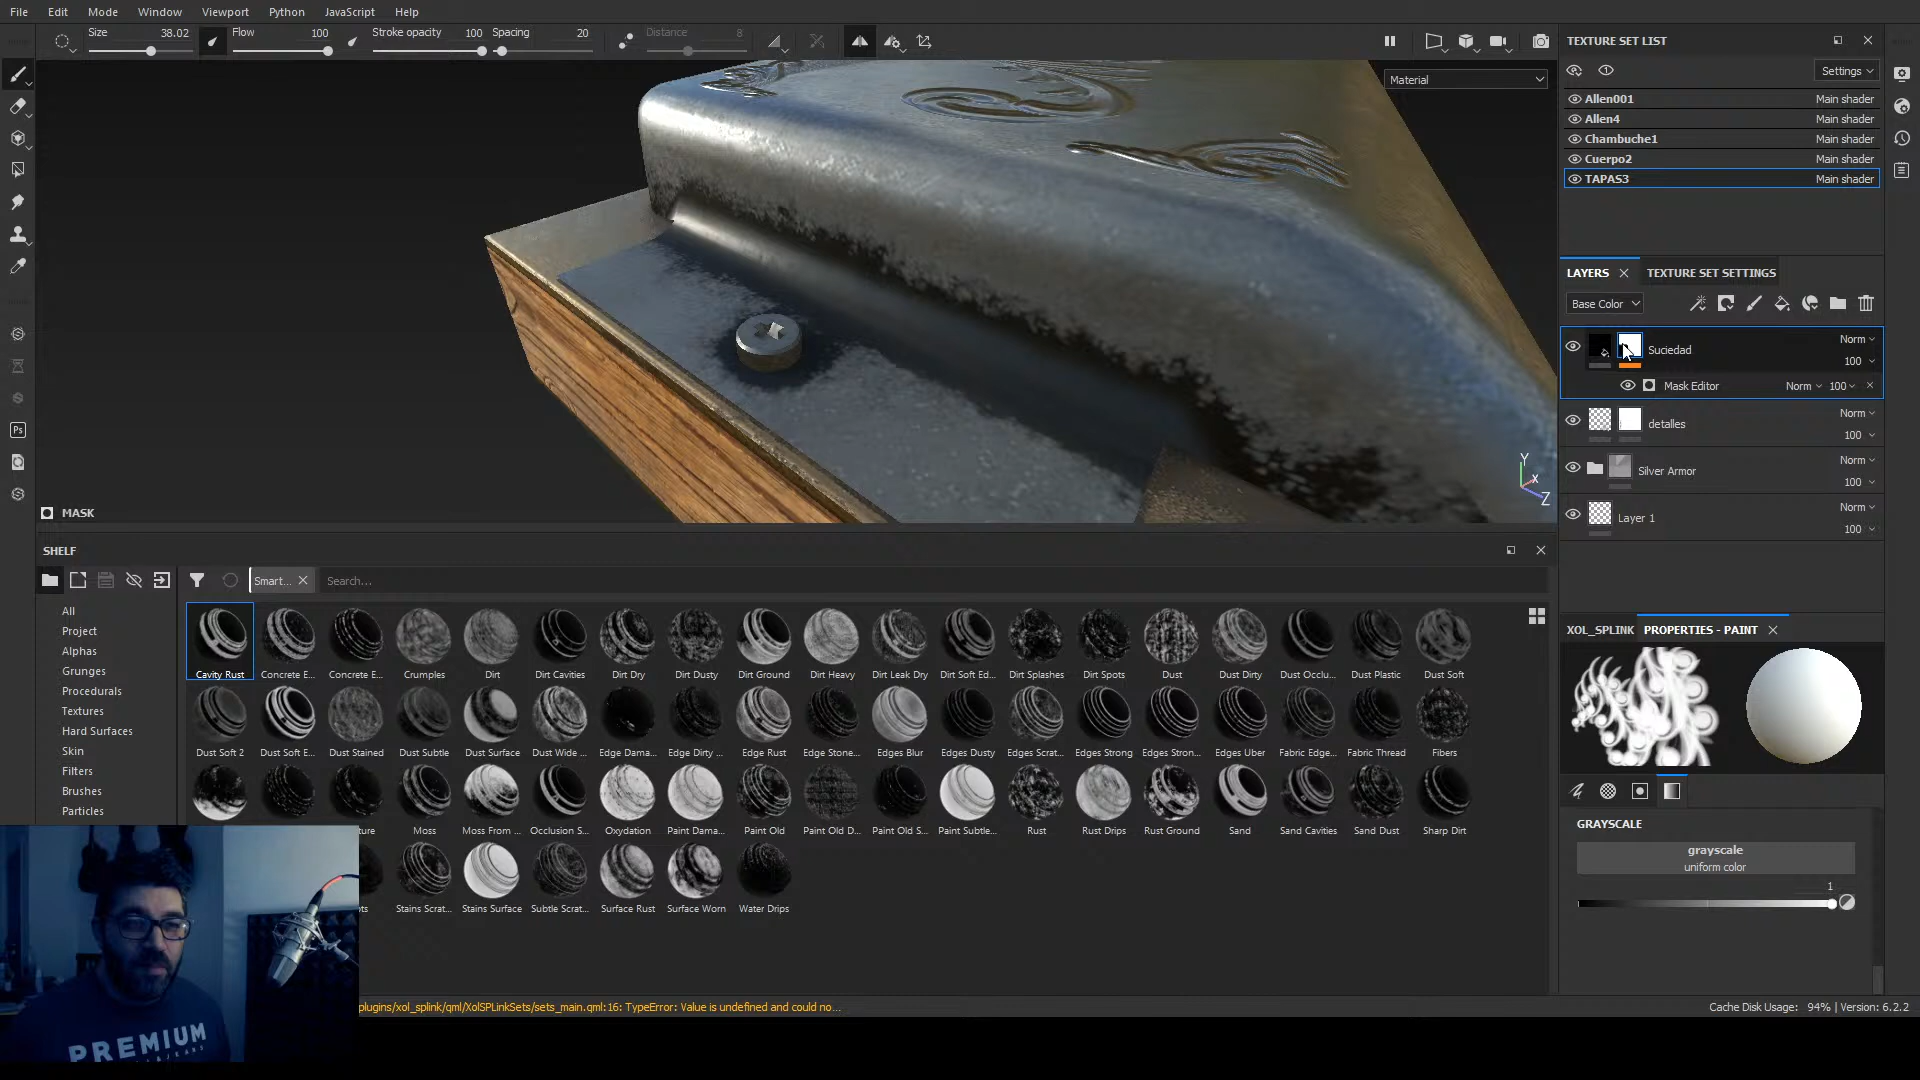 File Edit Mode Window Viewport Python JavaScript Help
Size 38.02 Flow 100 Stroke opacity 100 Spacing 20 Distance 8
Material
MASK
Y
X
Z
TEXTURE SET LIST
Settings
Allen001 Main shader
Allen4 Main shader
Chambuche1 Main shader
Cuerpo2 Main shader
TAPAS3 Main shader
LAYERS TEXTURE SET SETTINGS
Base Color
Suciedad Norm 100
Mask Editor Norm 100
detalles Norm 100
Silver Armor Norm 100
Layer 1 Norm 100
XOL_SPLINK PROPERTIES - PAINT
GRAYSCALE
grayscale
uniform color
1
Ps
SHELF
Smart... Search...
All
Project
Alphas
Grunges
Procedurals
Textures
Hard Surfaces
Skin
Filters
Brushes
Particles
Cavity Rust Concrete E... Concrete E... Crumples Dirt Dirt Cavities Dirt Dry Dirt Dusty Dirt Ground Dirt Heavy Dirt Leak Dry Dirt Soft Ed... Dirt Splashes Dirt Spots Dust Dust Dirty Dust Occlu... Dust Plastic Dust Soft
Dust Soft 2 Dust Soft E... Dust Stained Dust Subtle Dust Surface Dust Wide ... Edge Dama... Edge Dirty ... Edge Rust Edge Stone... Edges Blur Edges Dusty Edges Scrat... Edges Strong Edges Stron... Edges Uber Fabric Edge... Fabric Thread Fibers
ture Moss Moss From ... Occlusion S... Oxydation Paint Dama... Paint Old Paint Old D... Paint Old S... Paint Subtle... Rust Rust Drips Rust Ground Sand Sand Cavities Sand Dust Sharp Dirt
ots Stains Scrat... Stains Surface Subtle Scrat... Surface Rust Surface Worn Water Drips
PREMIUM
plugins/xol_splink/qml/XolSPLinkSets/sets_main.qml:16: TypeError: Value is undefined and could no...
Cache Disk Usage: 94% | Version: 6.2.2